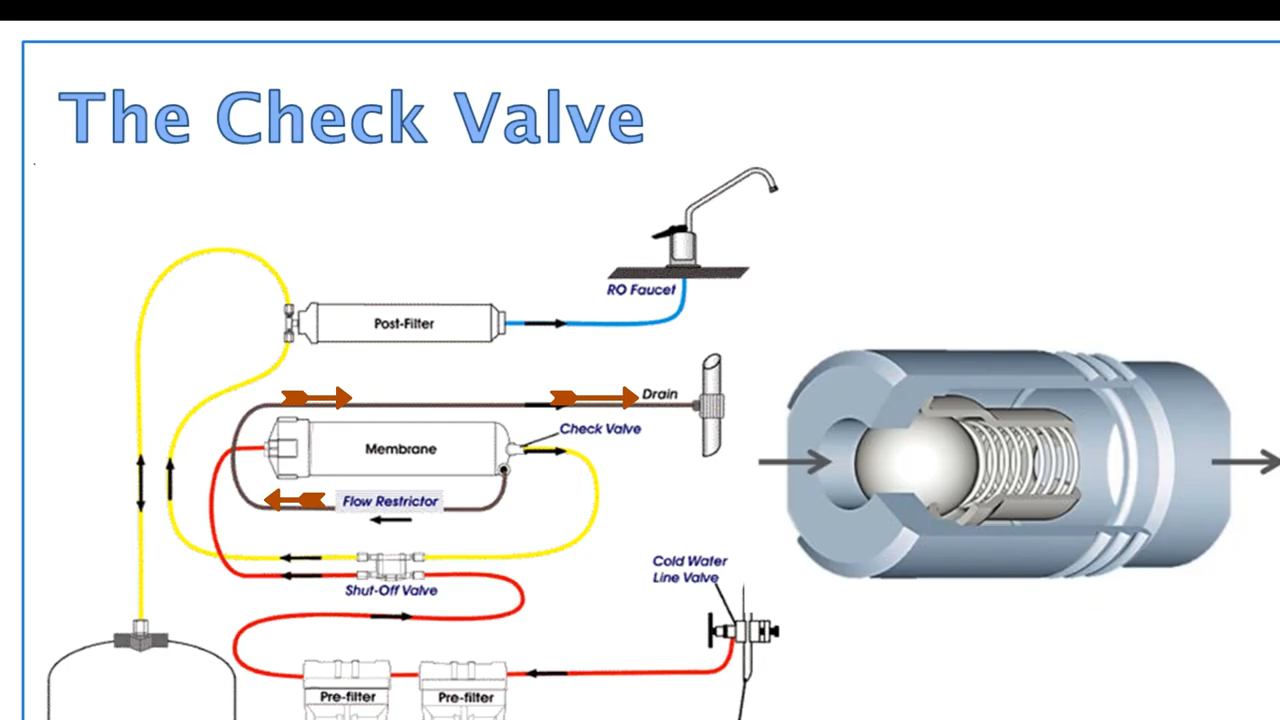 The Check Valve
RO Faucet
Post-Filter
Drain
Check Valve
Membrane
Flow Restrictor
Cold Water
Line Valve
Shut-Off Valve
Pre-filter
Pre-filter